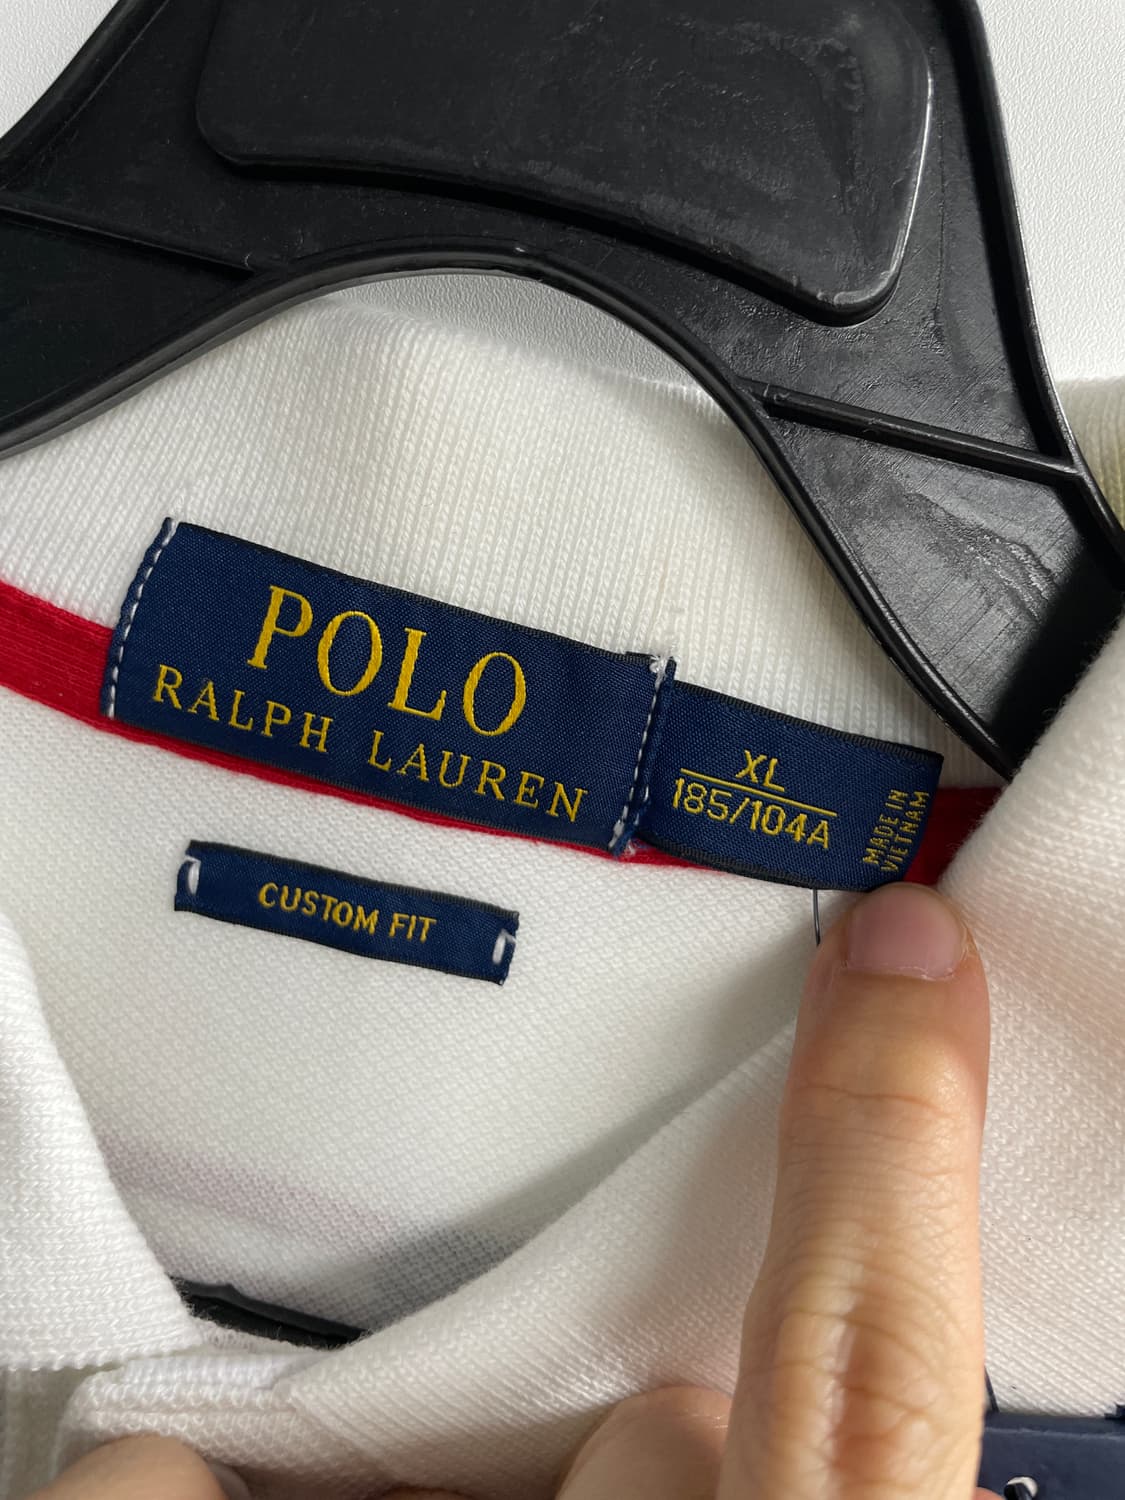 POLO
RALPH LAUREN
XL
185/104A
MADE IN
VIETNAM
CUSTOM FIT